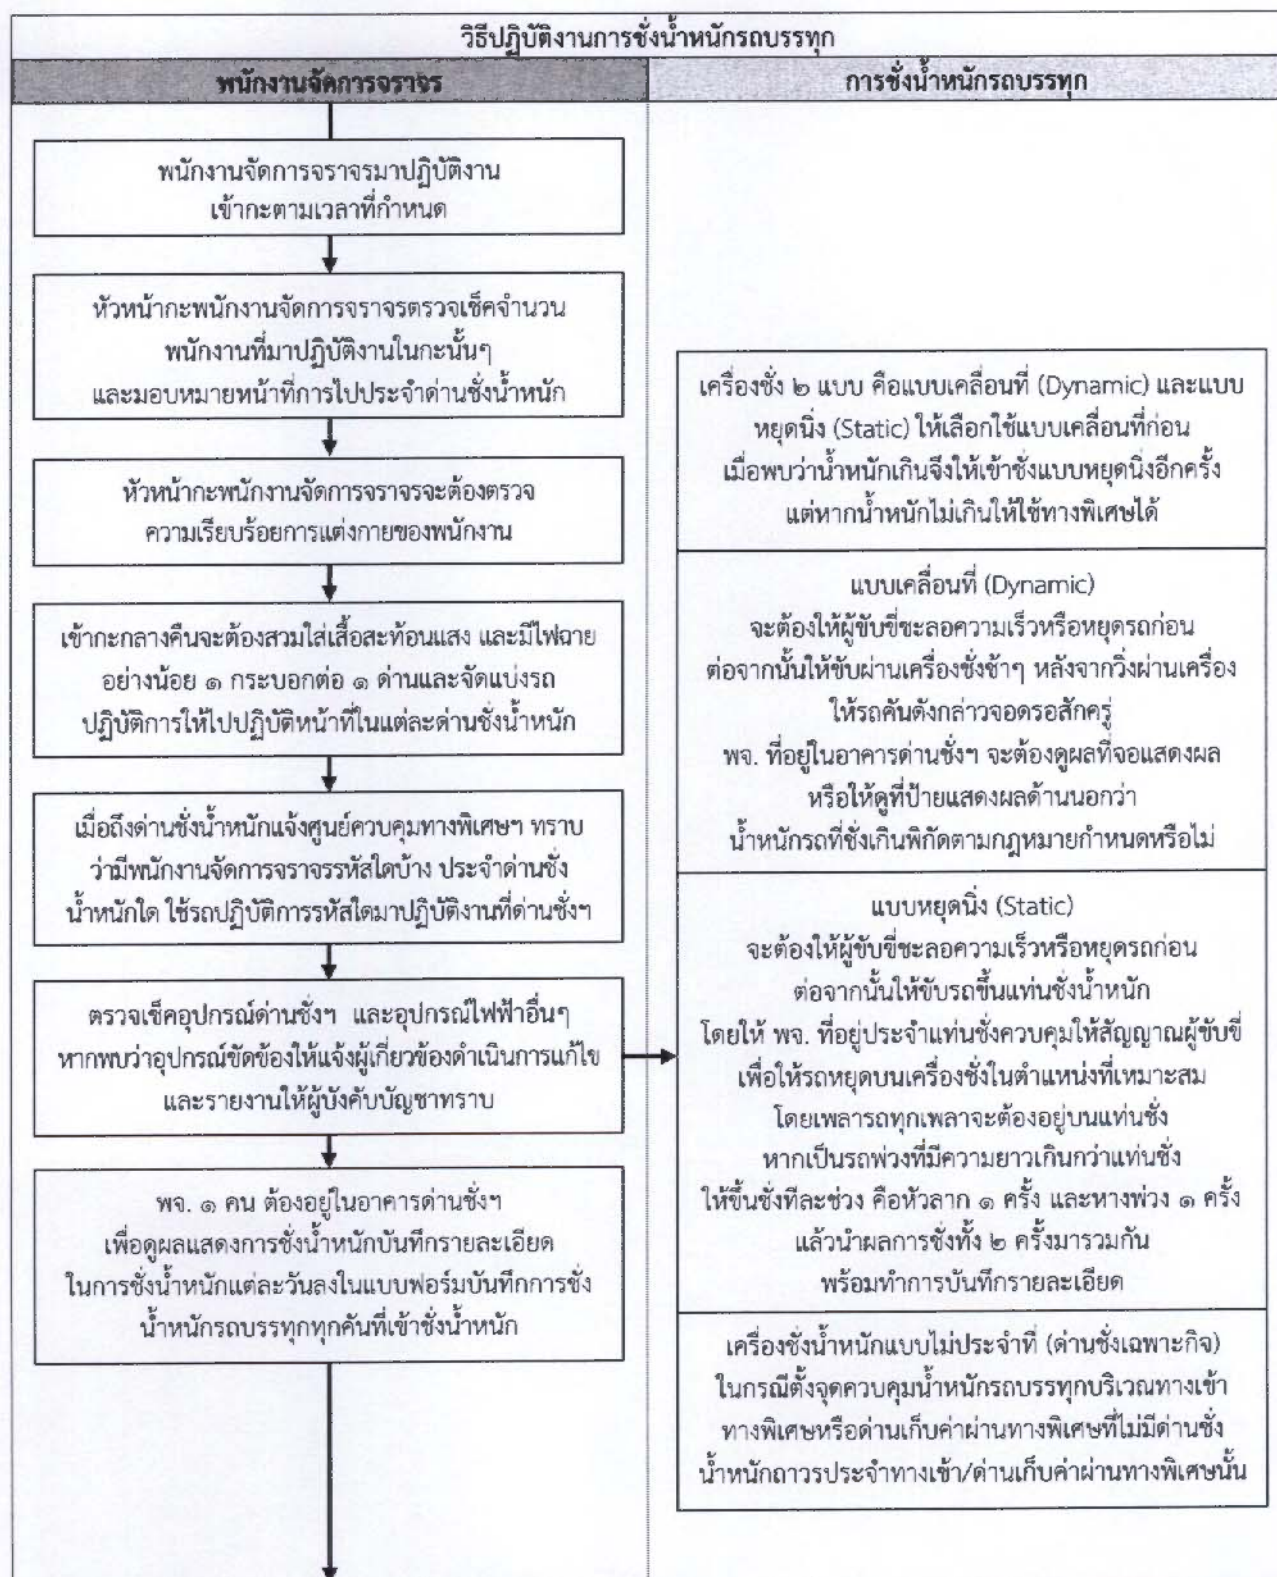 วิธีปฏิบัติงานการชั่งน้ำหนักรถบรรทุก
พนักงานจัดการจราจร
พนักงานจัดการจราจรมาปฏิบัติงาน
เข้ากะตามเวลาที่กำหนด
หัวหน้ากะพนักงานจัดการจราจรตรวจเช็คจำนวน
พนักงานที่มาปฏิบัติงานในกะนั้นๆ
และมอบหมายหน้าที่การไปประจำด่านชั่งน้ำหนัก
หัวหน้ากะพนักงานจัดการจราจรจะต้องตรวจ
ความเรียบร้อยการแต่งกายของพนักงาน
เข้ากะกลางคืนจะต้องสวมใส่เสื้อสะท้อนแสง และมีไฟฉาย
อย่างน้อย ๑ กระบอกต่อ ๑ ด่านและจัดแบ่งรถ
ปฏิบัติการให้ไปปฏิบัติหน้าที่ในแต่ละด่านชั่งน้ำหนัก
เมื่อถึงด่านชั่งน้ำหนักแจ้งศูนย์ควบคุมทางพิเศษฯ ทราบ
ว่ามีพนักงานจัดการจราจรรหัสใดบ้าง ประจำด่านชั่ง
น้ำหนักใด ใช้รถปฏิบัติการรหัสใดมาปฏิบัติงานที่ด่านชั่งฯ
ตรวจเช็คอุปกรณ์ด่านชั่งฯ และอุปกรณ์ไฟฟ้าอื่นๆ
หากพบว่าอุปกรณ์ขัดข้องให้แจ้งผู้เกี่ยวข้องดำเนินการแก้ไข
และรายงานให้ผู้บังคับบัญชาทราบ
พจ. ๑ คน ต้องอยู่ในอาคารด่านชั่งฯ
เพื่อดูผลแสดงการชั่งน้ำหนักบันทึกรายละเอียด
ในการชั่งน้ำหนักแต่ละวันลงในแบบฟอร์มบันทึกการชั่ง
น้ำหนักรถบรรทุกทุกคันที่เข้าชั่งน้ำหนัก
การชั่งน้ำหนักรถบรรทุก
เครื่องชั่ง ๒ แบบ คือแบบเคลื่อนที่ (Dynamic) และแบบ
หยุดนิ่ง (Static) ให้เลือกใช้แบบเคลื่อนที่ก่อน
เมื่อพบว่าน้ำหนักเกินจึงให้เข้าชั่งแบบหยุดนิ่งอีกครั้ง
แต่หากน้ำหนักไม่เกินให้ใช้ทางพิเศษได้
แบบเคลื่อนที่ (Dynamic)
จะต้องให้ผู้ขับขี่ชะลอความเร็วหรือหยุดรถก่อน
ต่อจากนั้นให้ขับผ่านเครื่องชั่งช้าๆ หลังจากวิ่งผ่านเครื่อง
ให้รถคันดังกล่าวจอดรอสักครู่
พจ. ที่อยู่ในอาคารด่านชั่งฯ จะต้องดูผลที่จอแสดงผล
หรือให้ดูที่ป้ายแสดงผลด้านนอกว่า
น้ำหนักรถที่ชั่งเกินพิกัดตามกฎหมายกำหนดหรือไม่
แบบหยุดนิ่ง (Static)
จะต้องให้ผู้ขับขี่ชะลอความเร็วหรือหยุดรถก่อน
ต่อจากนั้นให้ขับรถขึ้นแท่นชั่งน้ำหนัก
โดยให้ พจ. ที่อยู่ประจำแท่นชั่งควบคุมให้สัญญาณผู้ขับขี่
เพื่อให้รถหยุดบนเครื่องชั่งในตำแหน่งที่เหมาะสม
โดยเพลารถทุกเพลาจะต้องอยู่บนแท่นชั่ง
หากเป็นรถพ่วงที่มีความยาวเกินกว่าแท่นชั่ง
ให้ขึ้นชั่งทีละช่วง คือหัวลาก ๑ ครั้ง และหางพ่วง ๑ ครั้ง
แล้วนำผลการชั่งทั้ง ๒ ครั้งมารวมกัน
พร้อมทำการบันทึกรายละเอียด
เครื่องชั่งน้ำหนักแบบไม่ประจำที่ (ด่านชั่งเฉพาะกิจ)
ในกรณีตั้งจุดควบคุมน้ำหนักรถบรรทุกบริเวณทางเข้า
ทางพิเศษหรือด่านเก็บค่าผ่านทางพิเศษที่ไม่มีด่านชั่ง
น้ำหนักถาวรประจำทางเข้า/ด่านเก็บค่าผ่านทางพิเศษนั้น